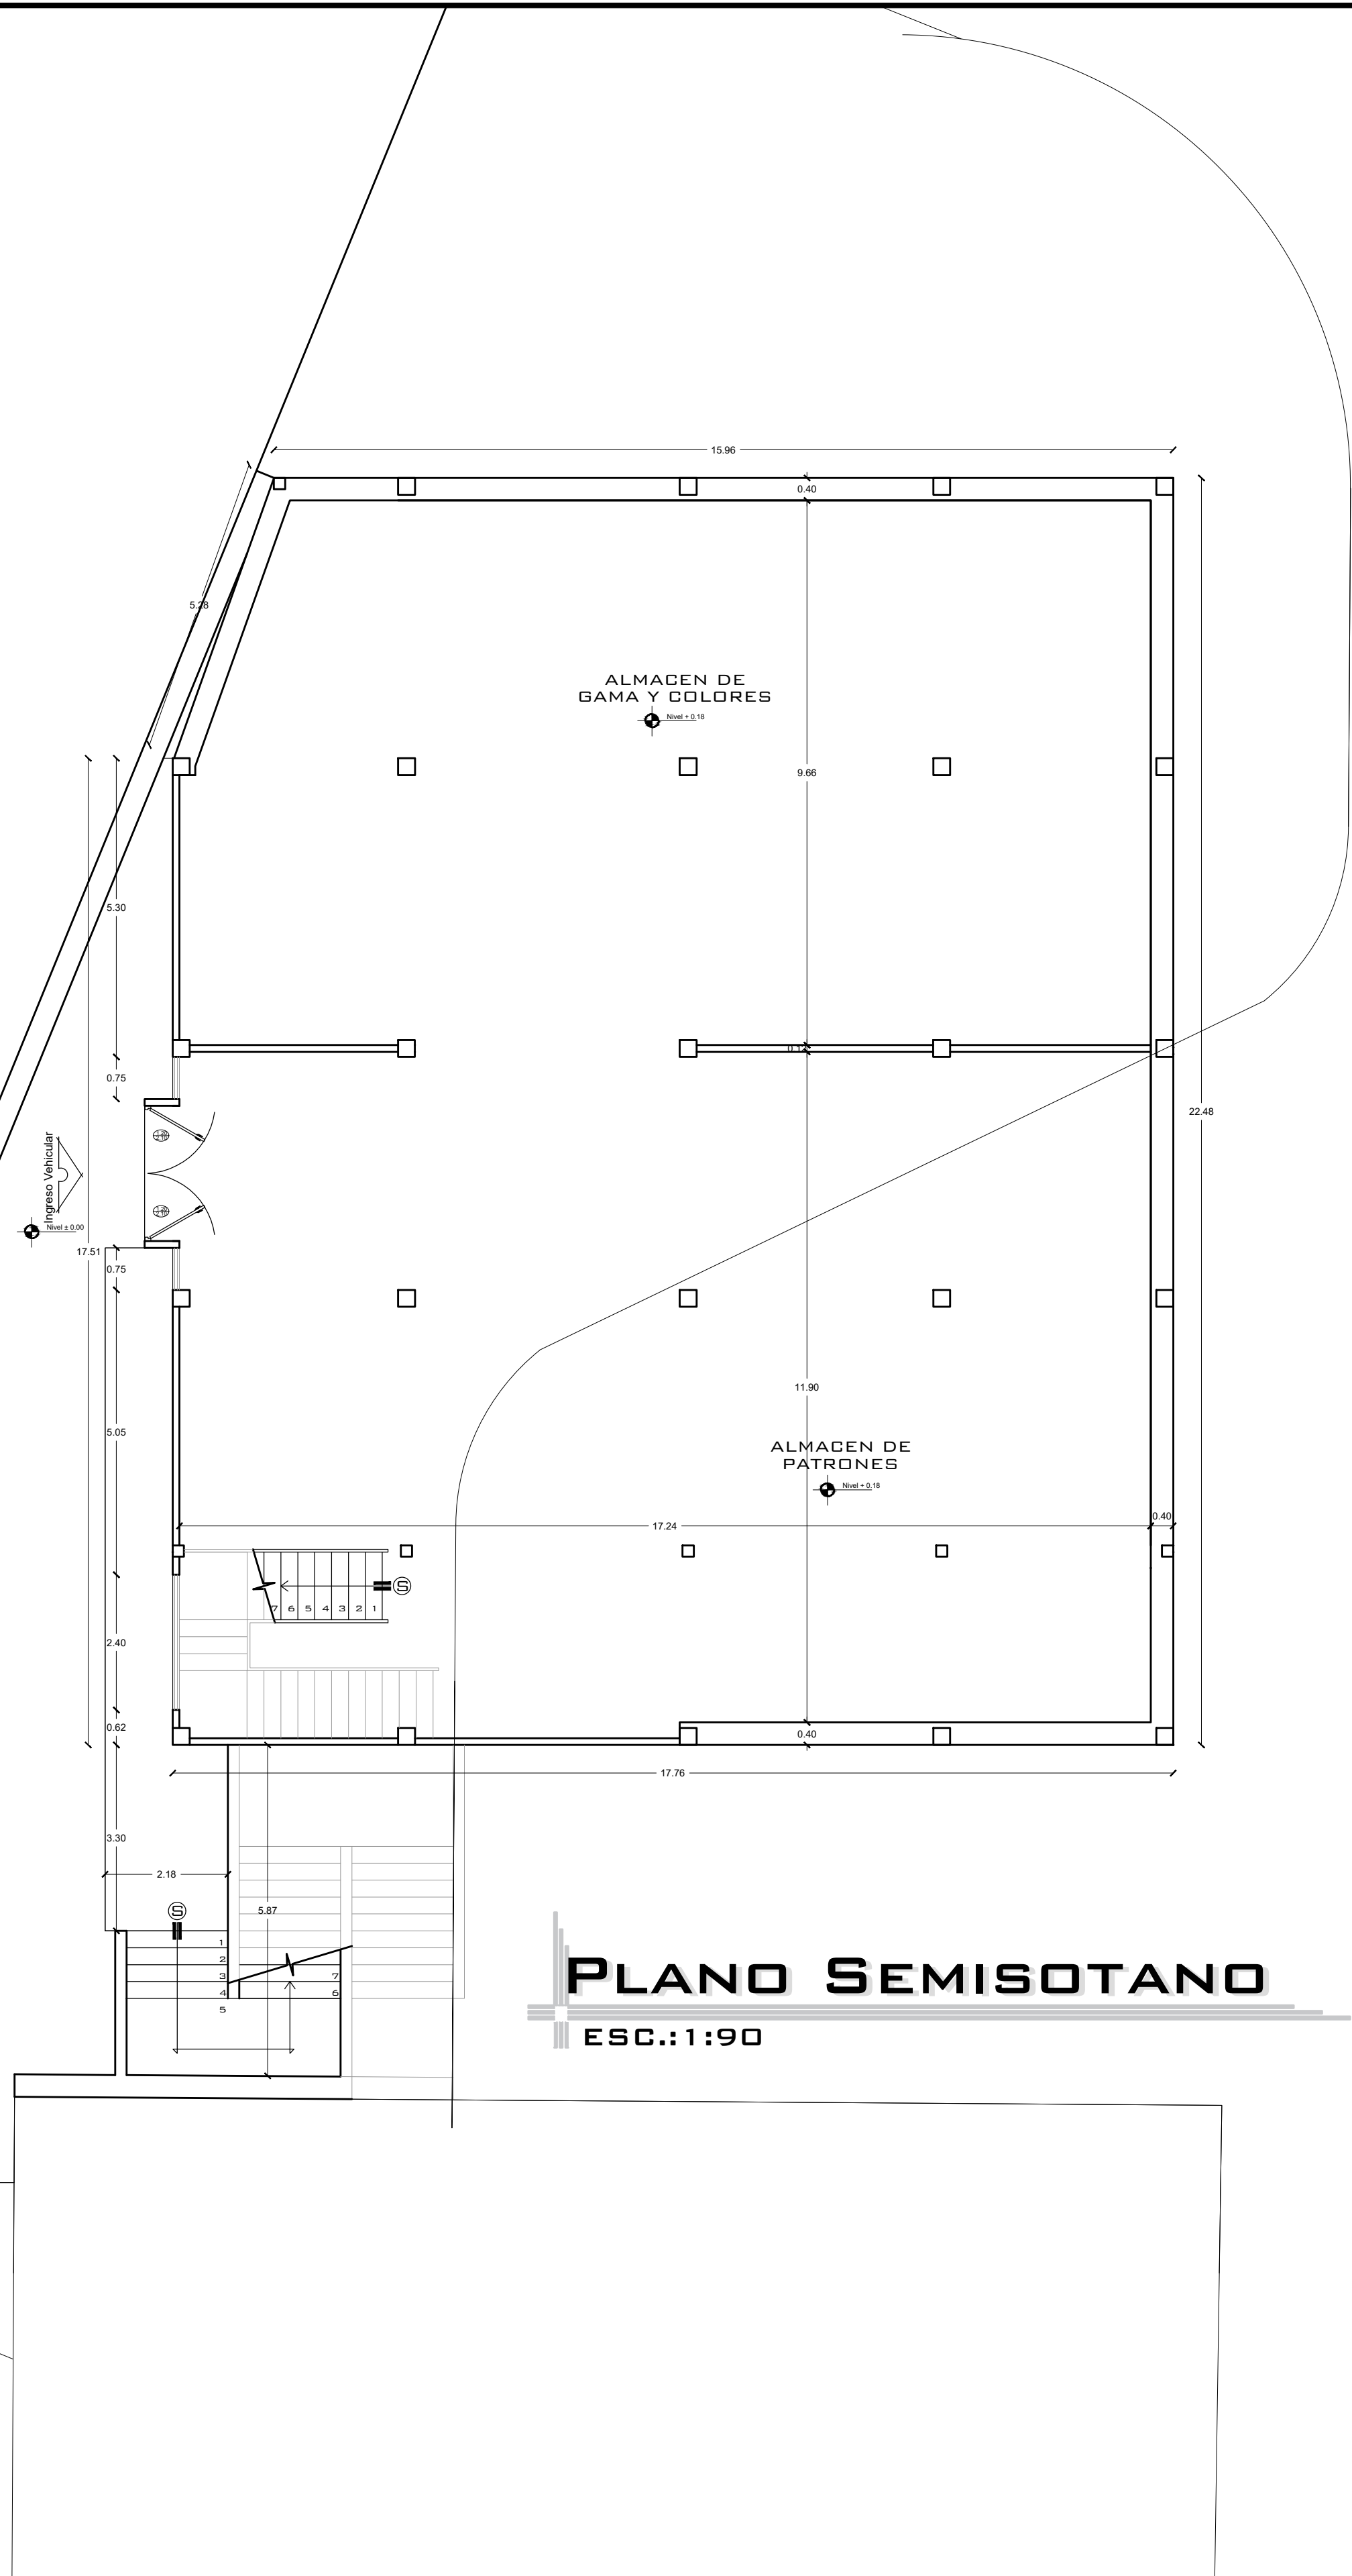 15.96
0.40
5.28
ALMACEN DE
GAMA Y COLORES
Nivel + 0.18
9.66
5.30
0.12
0.75
22.48
Ingreso Vehicular
Nivel ± 0.00
17.51
0.75
11.90
5.05
ALMACEN DE
PATRONES
Nivel + 0.18
0.40
17.24
S
7 6 5 4 3 2 1
2.40
0.62
0.40
17.76
3.30
2.18
S
5.87
1
2
3
4
5
7
6
PLANO SEMISOTANO
ESC.:1:90